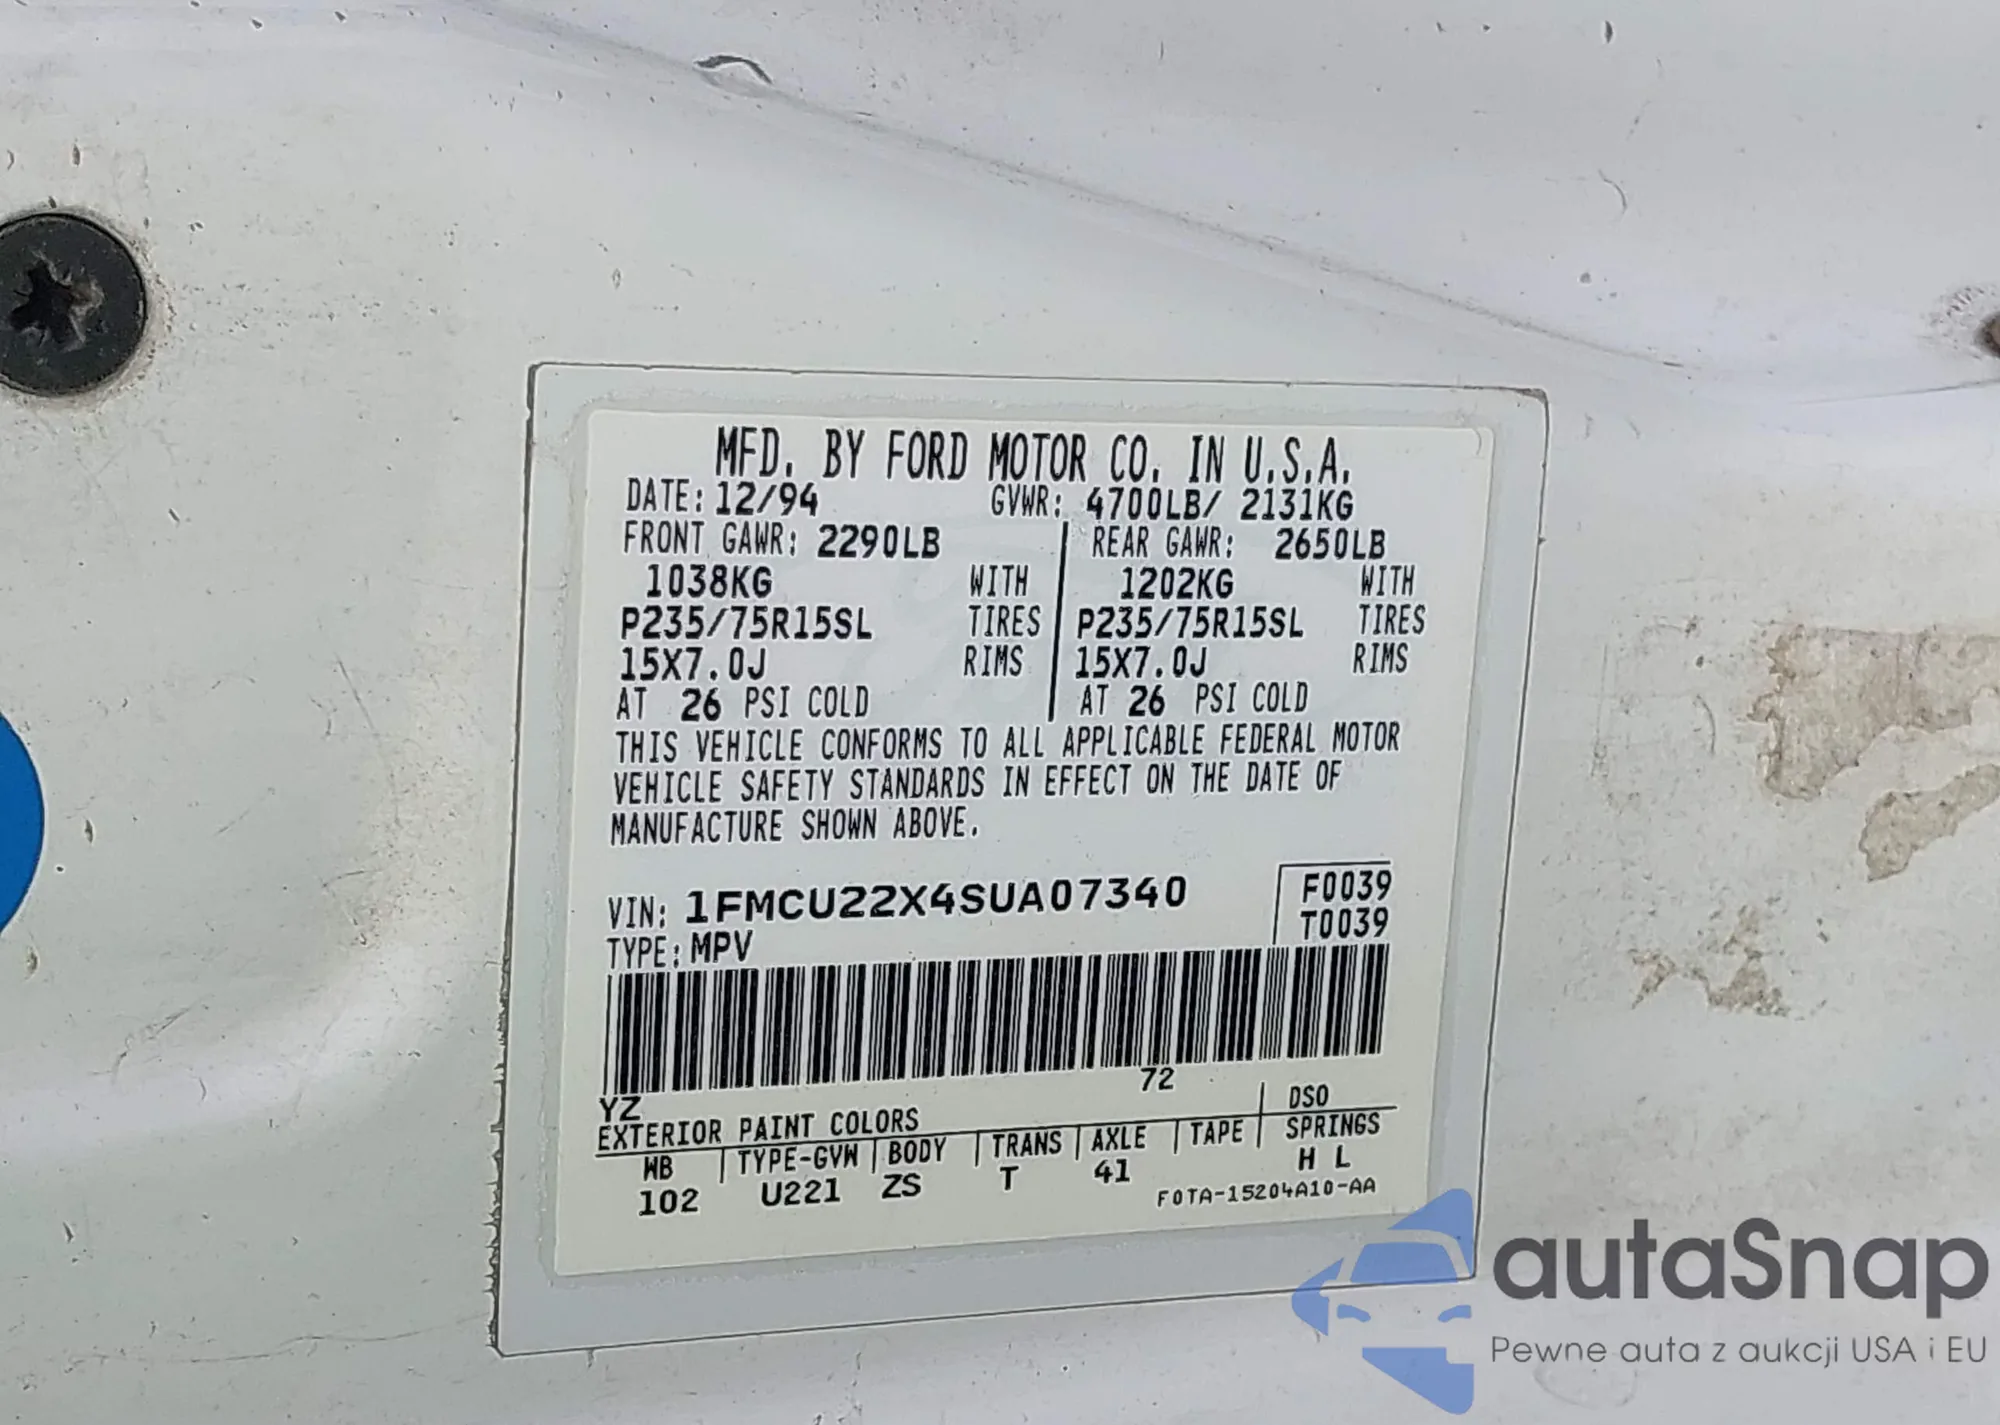 MFD. BY FORD MOTOR CO. IN U.S.A.
DATE: 12/94 GVWR: 4700LB/ 2131KG
FRONT GAWR: 2290LB REAR GAWR: 2650LB
1038KG WITH 1202KG WITH
P235/75R15SL TIRES P235/75R15SL TIRES
15X7.0J RIMS 15X7.0J RIMS
AT 26 PSI COLD AT 26 PSI COLD
THIS VEHICLE CONFORMS TO ALL APPLICABLE FEDERAL MOTOR
VEHICLE SAFETY STANDARDS IN EFFECT ON THE DATE OF
MANUFACTURE SHOWN ABOVE.
VIN: 1FMCU22X4SUA07340 F0039
TYPE: MPV T0039
72
YZ DSO
EXTERIOR PAINT COLORS
WB TYPE-GVW BODY TRANS AXLE TAPE SPRINGS
102 U221 ZS T 41 H L
F0TA-15204A10-AA
autaSnap
Pewne auta z aukcji USA i EU